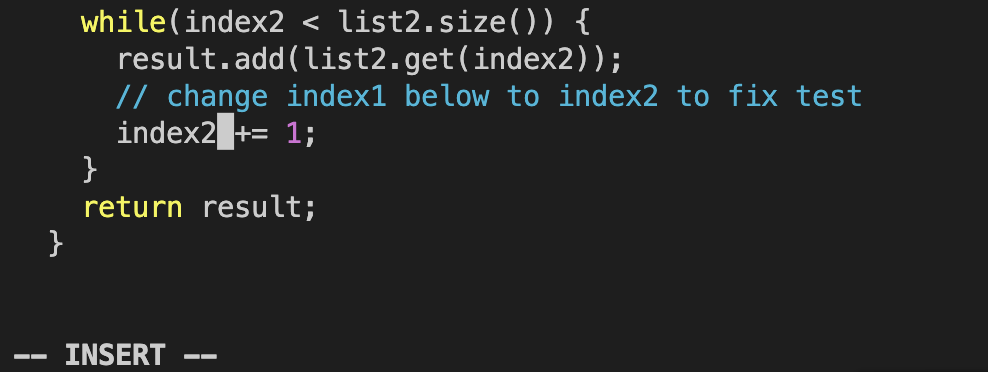 while(index2 < list2.size()) {
result.add(list2.get(index2));
// change index1 below to index2 to fix test
index2 += 1;
}
return result;
}
-- INSERT --